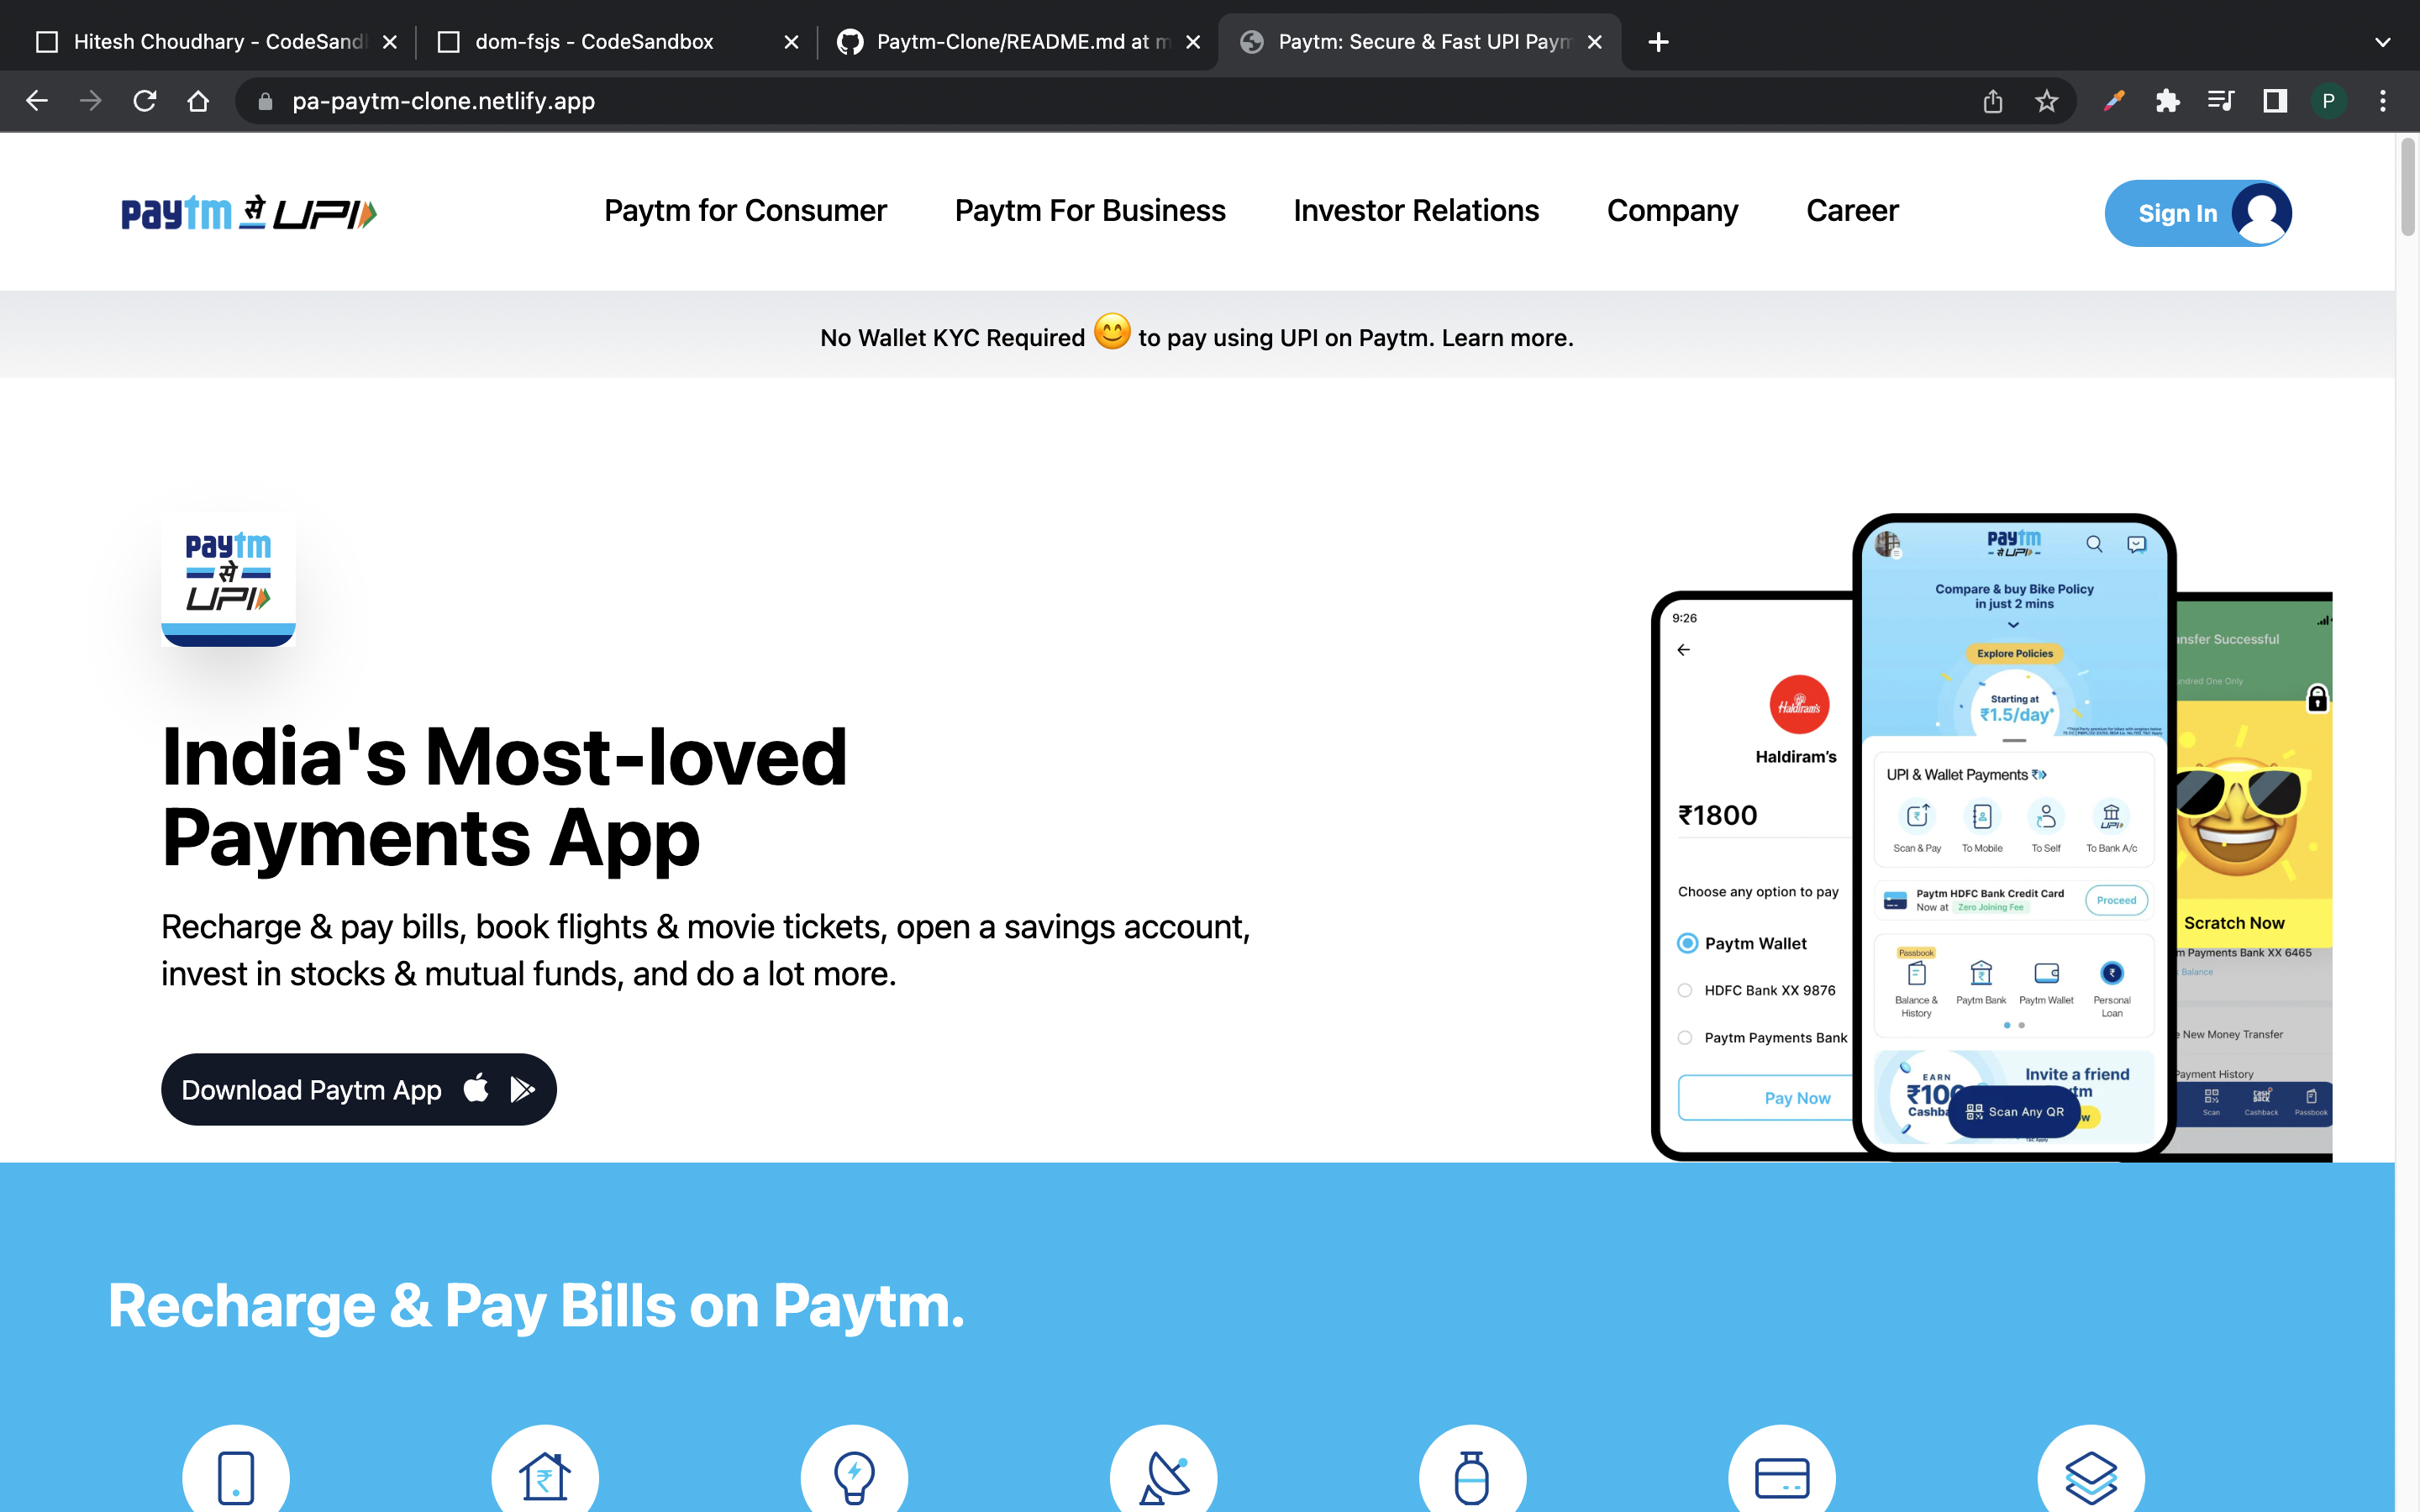 Hitesh Choudhary - CodeSand
dom-fsjs - CodeSandbox
Paytm-Clone/README.md at m
Paytm: Secure & Fast UPI Paym
pa-paytm-clone.netlify.app
P
paytm से UPI
Paytm for Consumer
Paytm For Business
Investor Relations
Company
Career
Sign In
No Wallet KYC Required 😊 to pay using UPI on Paytm. Learn more.
paytm
से
UPI
India's Most-loved
Payments App
Recharge & pay bills, book flights & movie tickets, open a savings account,
invest in stocks & mutual funds, and do a lot more.
Download Paytm App
9:26
Haldiram's
Haldiram's
₹1800
Choose any option to pay
Paytm Wallet
HDFC Bank XX 9876
Paytm Payments Bank
Pay Now
paytm
से UPI
Compare & buy Bike Policy
in just 2 mins
Explore Policies
Starting at
₹1.5/day*
UPI & Wallet Payments
Scan & Pay
To Mobile
To Self
To Bank A/c
Paytm HDFC Bank Credit Card
Now at Zero Joining Fee
Proceed
Passbook
Balance &
History
Paytm Bank
Paytm Wallet
Personal
Loan
EARN
₹100
Cashba
Invite a friend
tm
w
Scan Any QR
nsfer Successful
undred One Only
Scratch Now
m Payments Bank XX 6465
Balance
New Money Transfer
Payment History
Scan
Cashback
Passbook
Recharge & Pay Bills on Paytm.